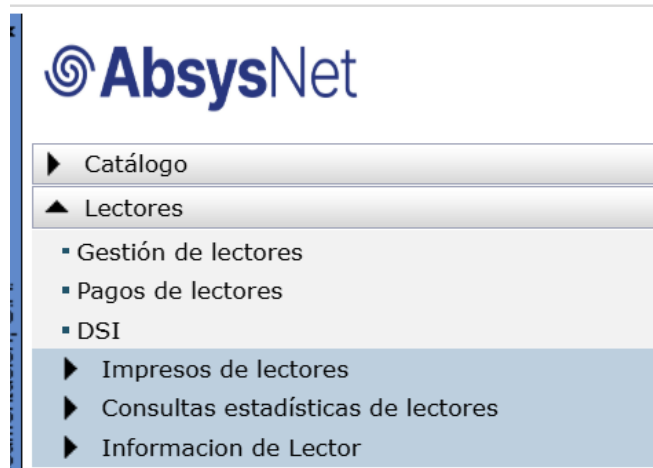 AbsysNet
Catálogo
Lectores
Gestión de lectores
Pagos de lectores
DSI
Impresos de lectores
Consultas estadísticas de lectores
Informacion de Lector